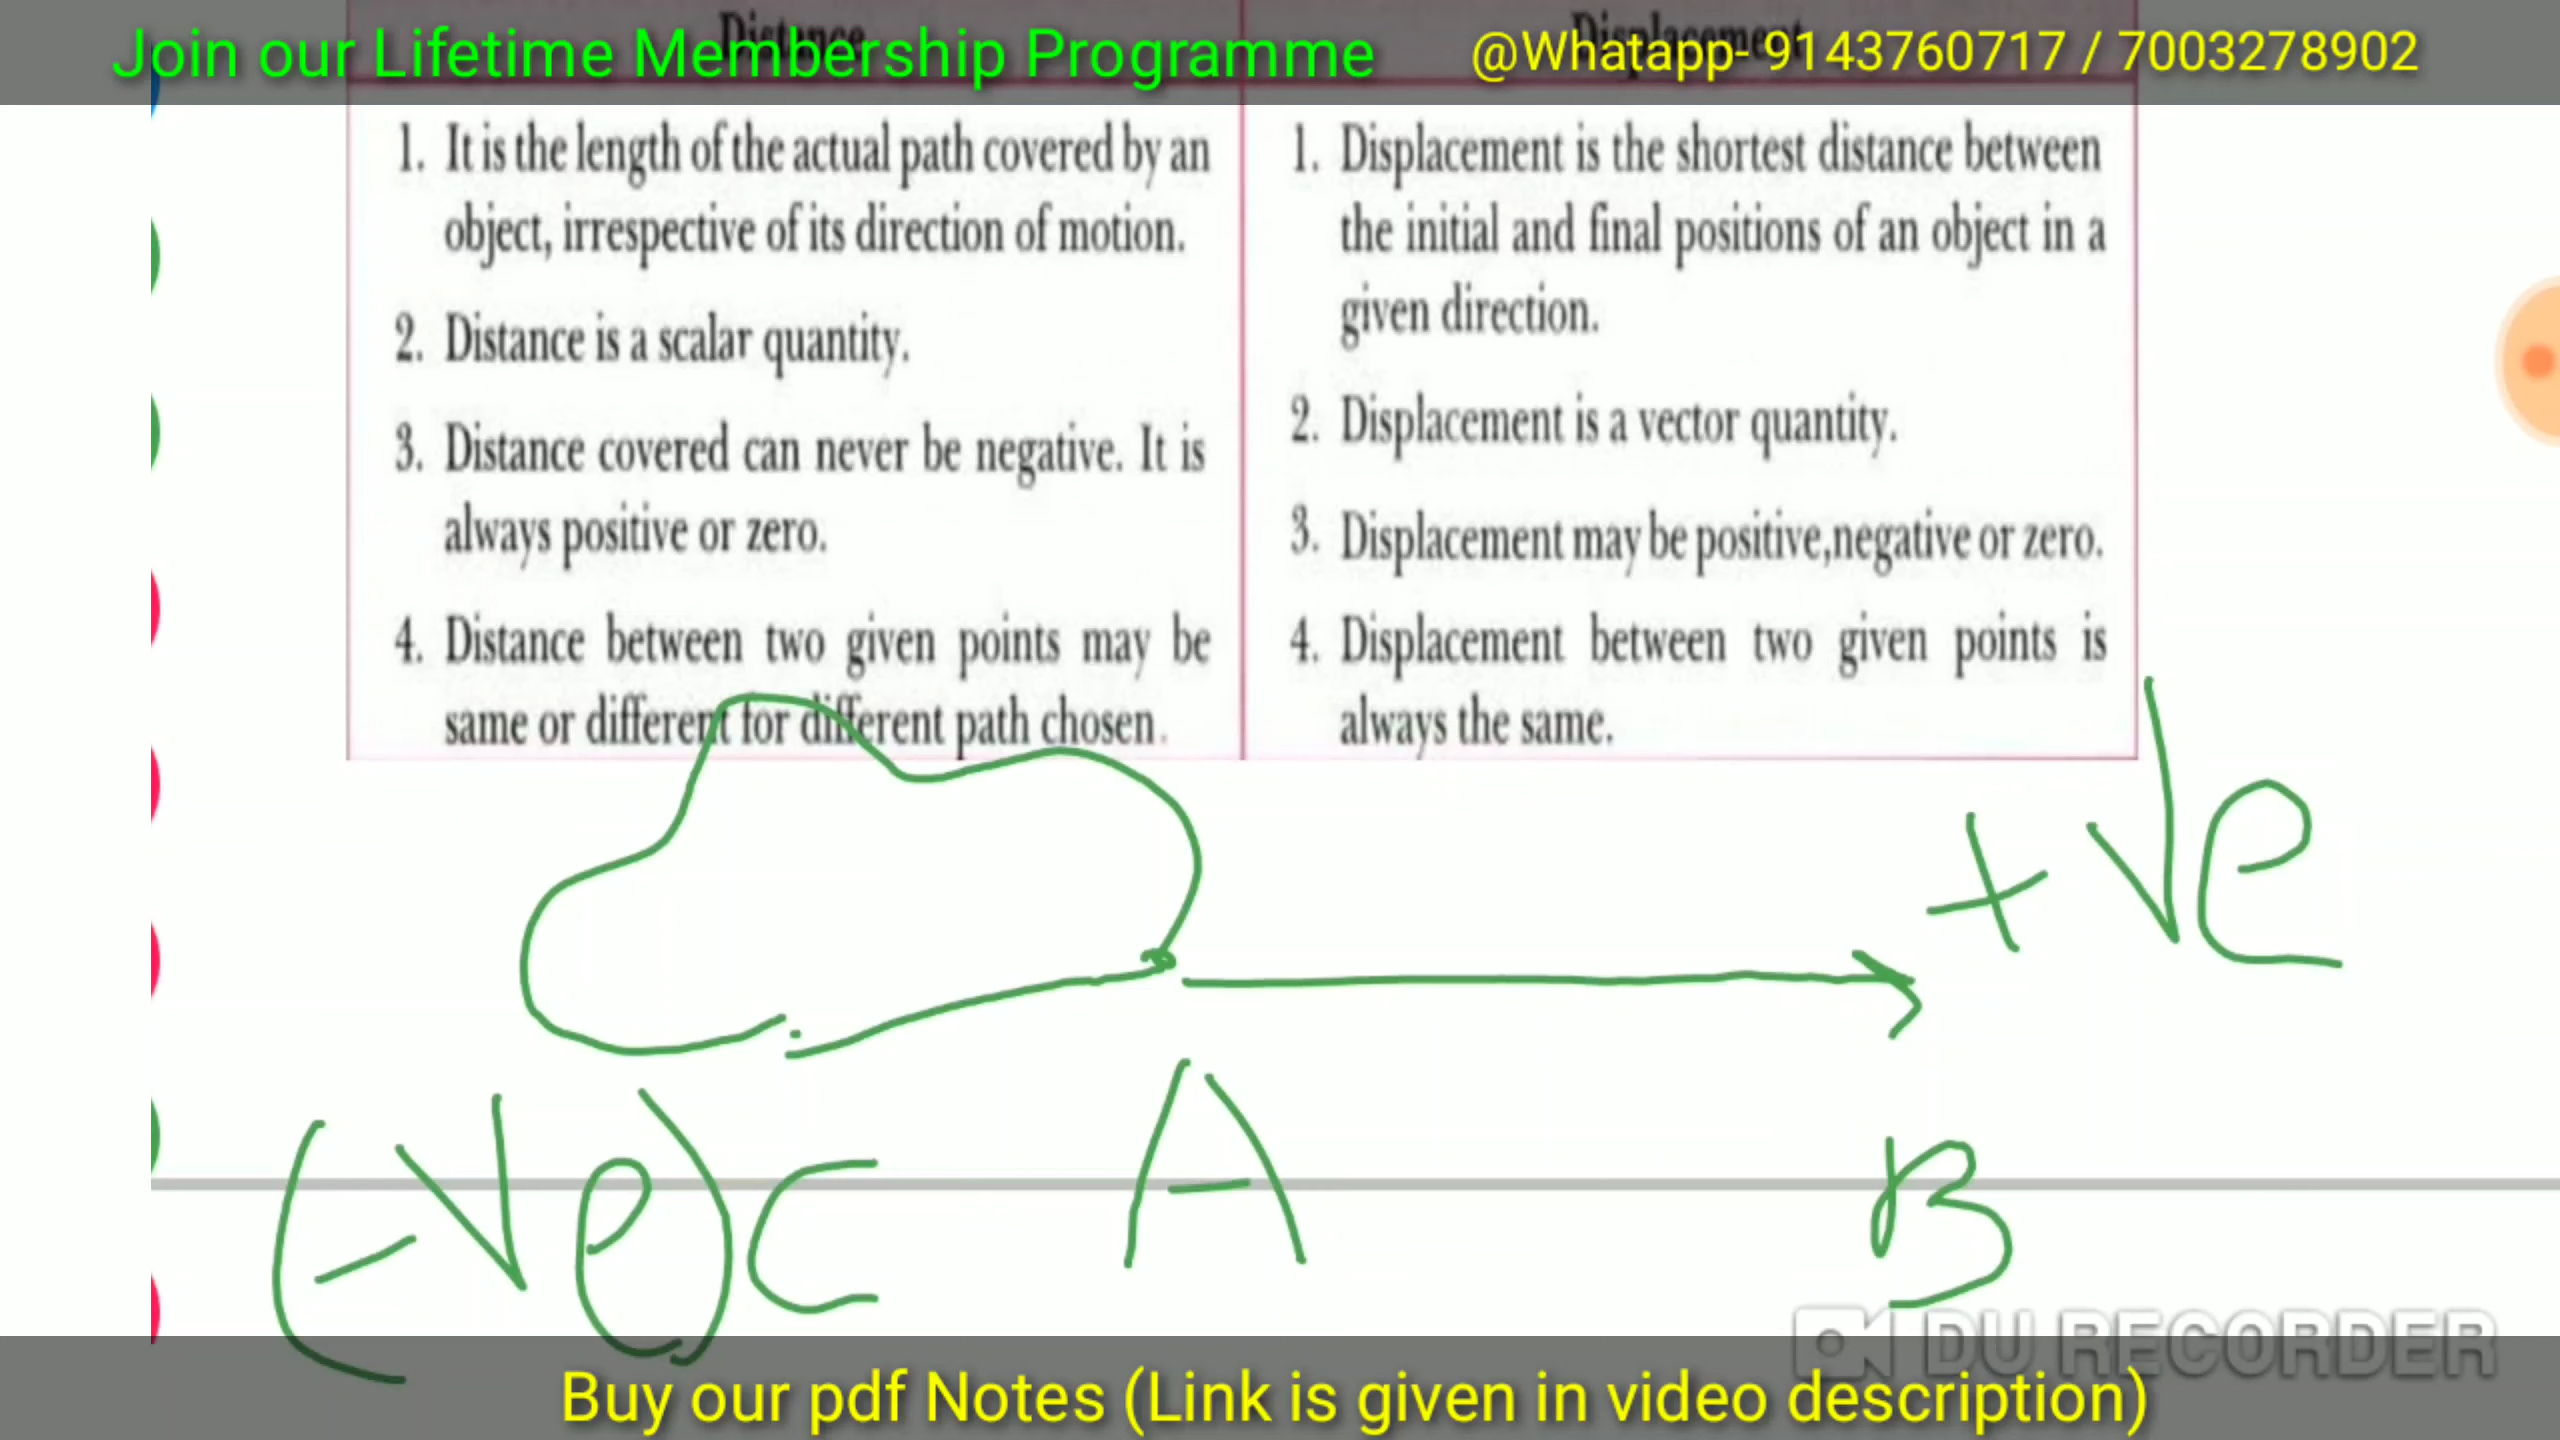 Distance Displacement
Join our Lifetime Membership Programme @Whatapp- 9143760717 / 7003278902
1. It is the length of the actual path covered by an
object, irrespective of its direction of motion.
2. Distance is a scalar quantity.
3. Distance covered can never be negative. It is
always positive or zero.
4. Distance between two given points may be
same or different for different path chosen.
1. Displacement is the shortest distance between
the initial and final positions of an object in a
given direction.
2. Displacement is a vector quantity.
3. Displacement may be positive,negative or zero.
4. Displacement between two given points is
always the same.
+ve
(-ve) C A B
DU RECORDER
Buy our pdf Notes (Link is given in video description)